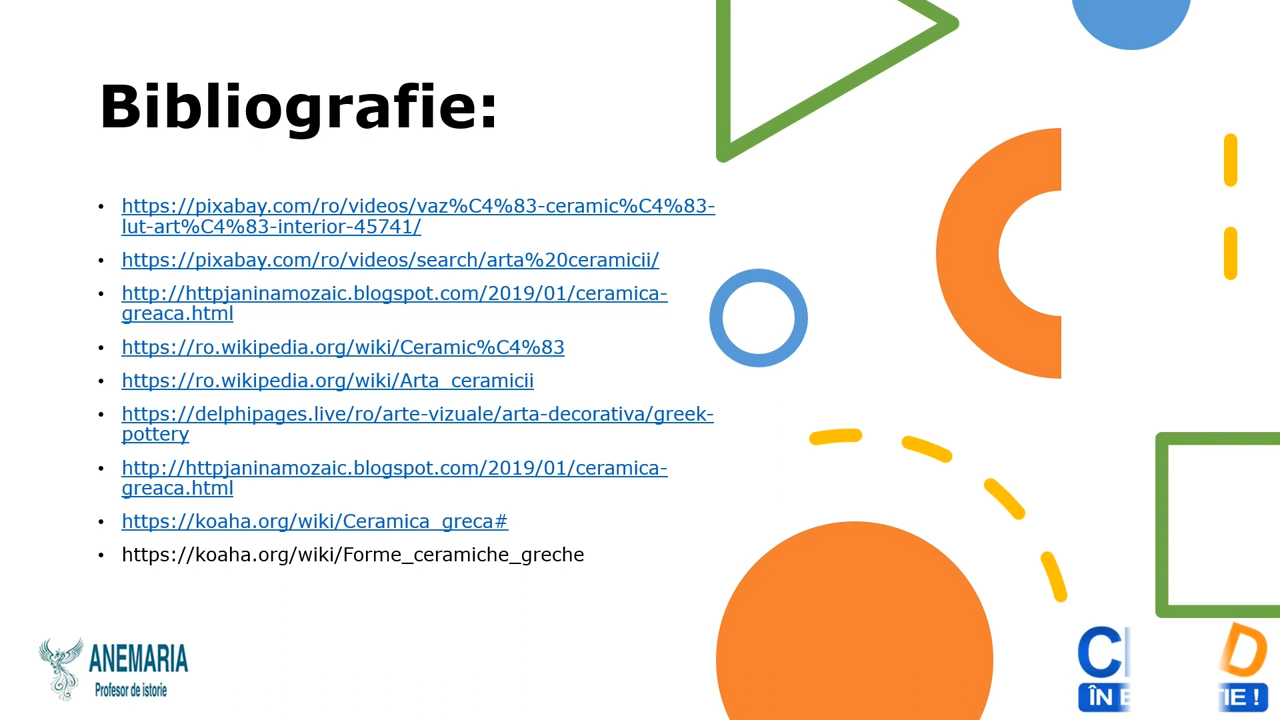 Bibliografie:
• https://pixabay.com/ro/videos/vaz%C4%83-ceramic%C4%83-
lut-art%C4%83-interior-45741/
• https://pixabay.com/ro/videos/search/arta%20ceramicii/
• http://httpjaninamozaic.blogspot.com/2019/01/ceramica-
greaca.html
• https://ro.wikipedia.org/wiki/Ceramic%C4%83
• https://ro.wikipedia.org/wiki/Arta_ceramicii
• https://delphipages.live/ro/arte-vizuale/arta-decorativa/greek-
pottery
• http://httpjaninamozaic.blogspot.com/2019/01/ceramica-
greaca.html
• https://koaha.org/wiki/Ceramica_greca#
• https://koaha.org/wiki/Forme_ceramiche_greche
ANEMARIA
Profesor de istorie
ÎN